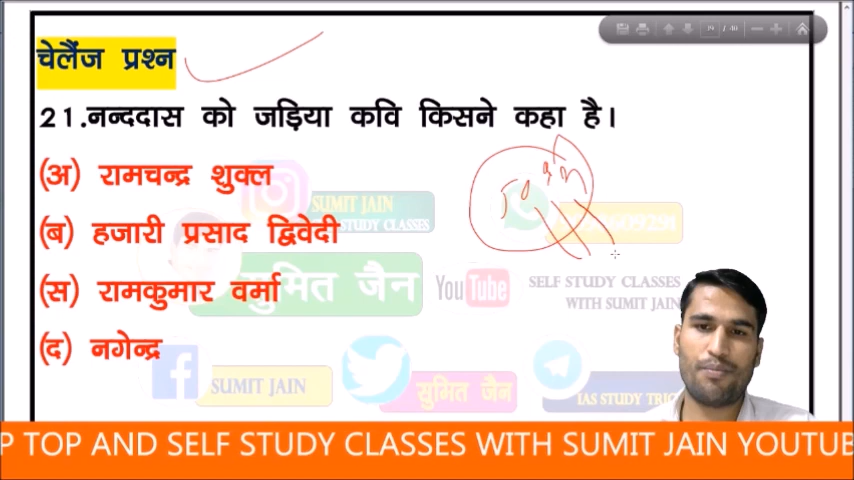 चेलैंज प्रश्न
21.नन्ददास को जड़िया कवि किसने कहा है।
(अ) रामचन्द्र शुक्ल
(ब) हजारी प्रसाद द्विवेदी
(स) रामकुमार वर्मा
(द) नगेन्द्र
39 / 40
SUMIT JAIN
STUDY CLASSES
सुमित जैन
YouTube
SELF STUDY CLASSES
WITH SUMIT JAIN
SUMIT JAIN
सुमित जैन
IAS STUDY TRIC
P TOP AND SELF STUDY CLASSES WITH SUMIT JAIN YOUTUB